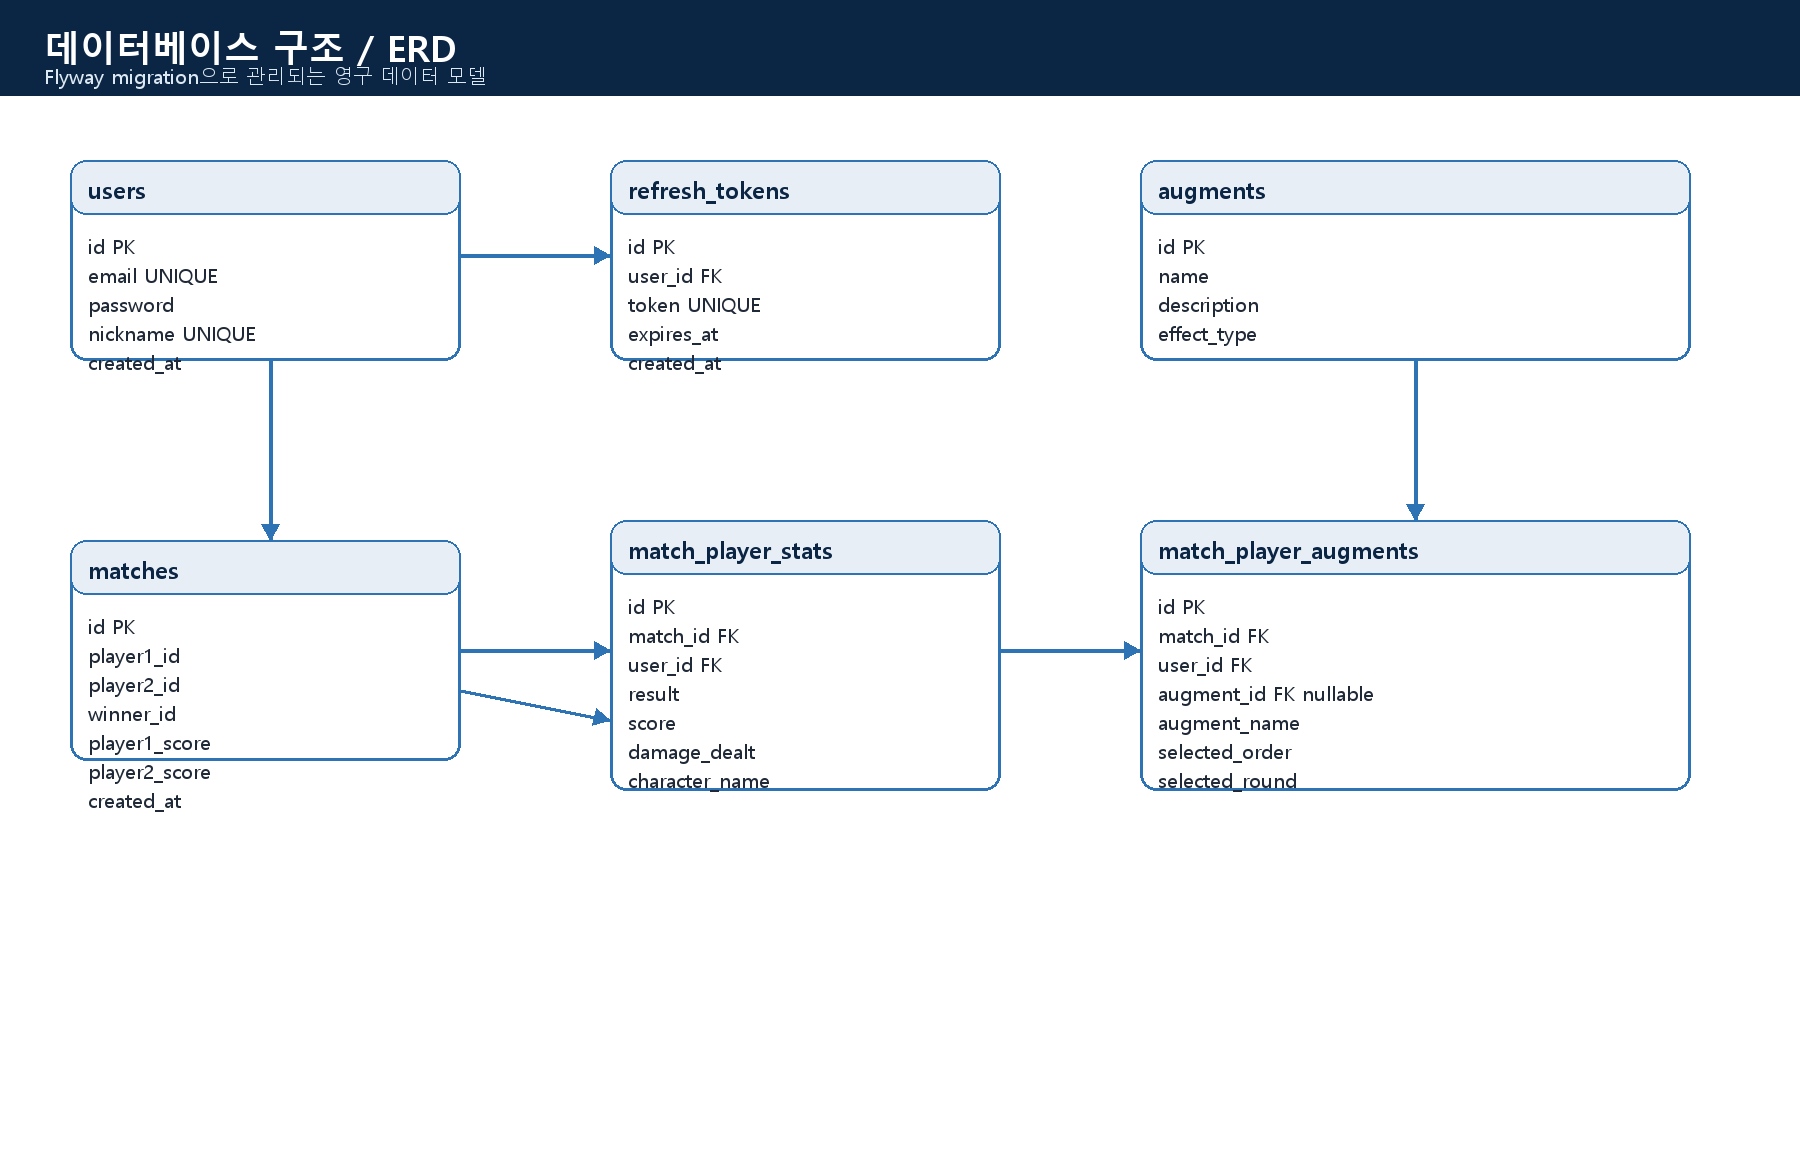 데이터베이스 구조 / ERD
Flyway migration으로 관리되는 영구 데이터 모델
users
id PK
email UNIQUE
password
nickname UNIQUE
created_at
refresh_tokens
id PK
user_id FK
token UNIQUE
expires_at
created_at
augments
id PK
name
description
effect_type
matches
id PK
player1_id
player2_id
winner_id
player1_score
player2_score
created_at
match_player_stats
id PK
match_id FK
user_id FK
result
score
damage_dealt
character_name
match_player_augments
id PK
match_id FK
user_id FK
augment_id FK nullable
augment_name
selected_order
selected_round